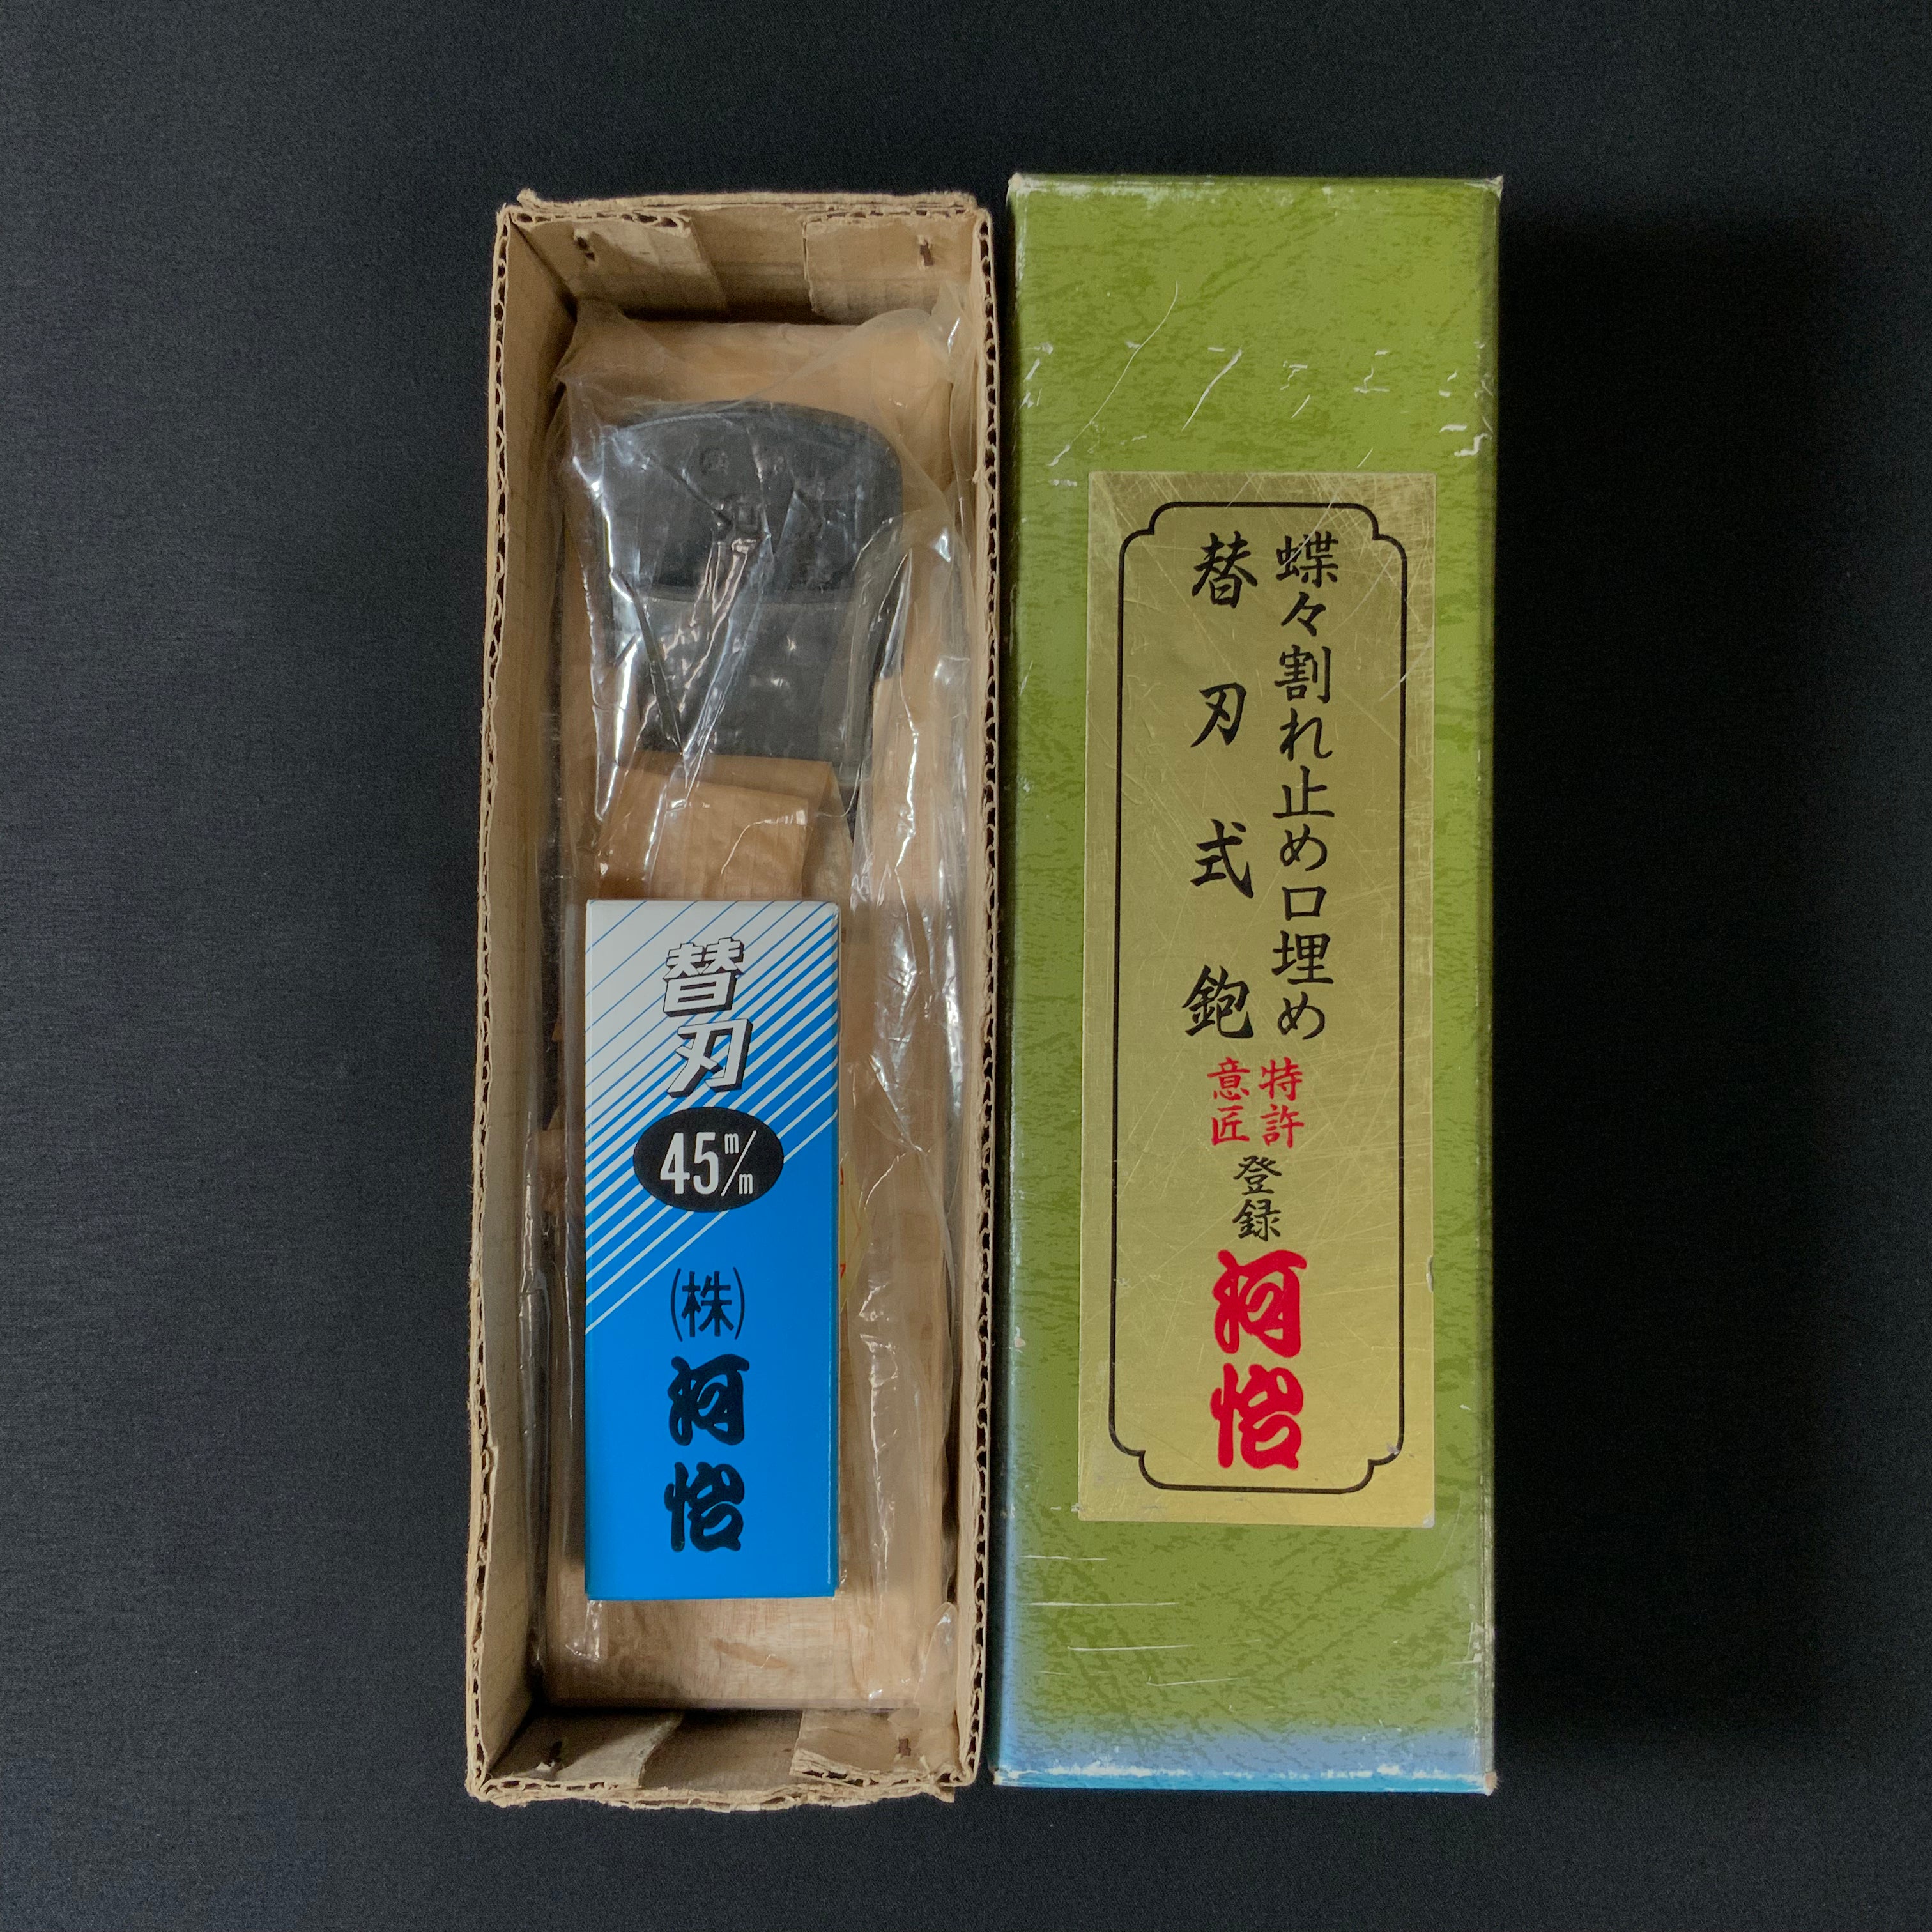 替刃
45m/m
(株)
河怡
蝶々割れ止め口埋め
替刃式鉋
特許
意匠
登録
河怡